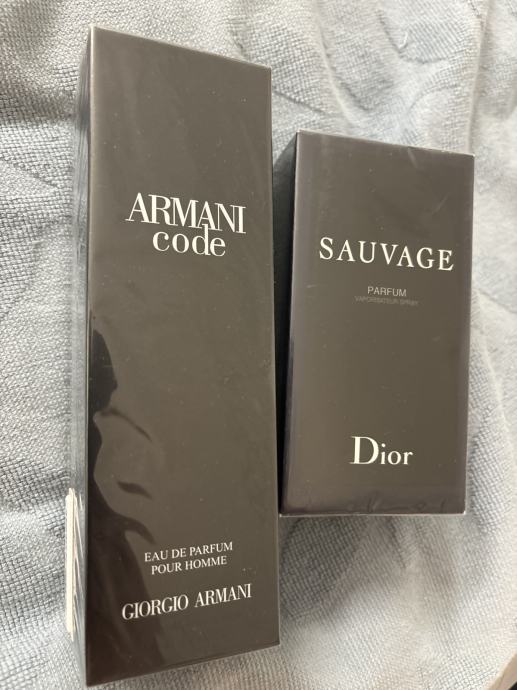 ARMANI
code
EAU DE PARFUM
POUR HOMME
GIORGIO ARMANI
SAUVAGE
PARFUM
VAPORISATEUR SPRAY
Dior